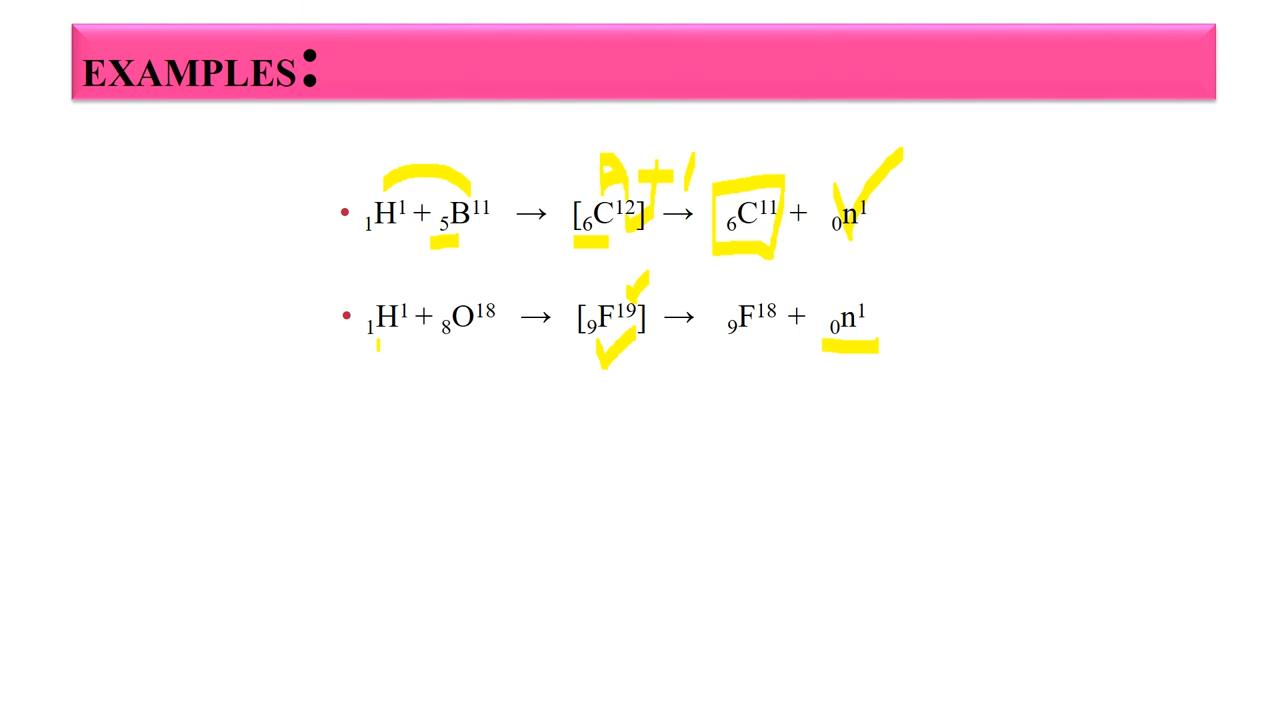 EXAMPLES:
• ₁H¹ + ₅B¹¹ → [₆C¹²] → ₆C¹¹ + ₀n¹
• ₁H¹ + ₈O¹⁸ → [₉F¹⁹] → ₉F¹⁸ + ₀n¹